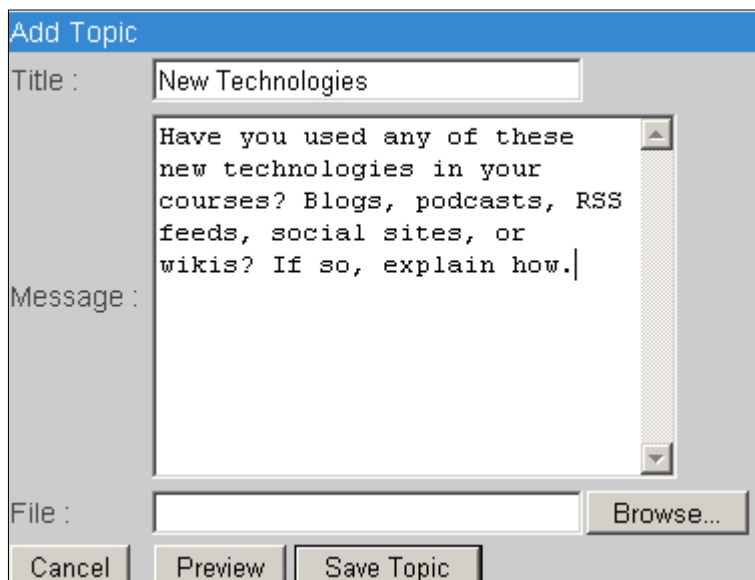 Add Topic
Title : New Technologies
Have you used any of these
new technologies in your
courses? Blogs, podcasts, RSS
feeds, social sites, or
wikis? If so, explain how.
Message :
File : Browse...
Cancel Preview Save Topic